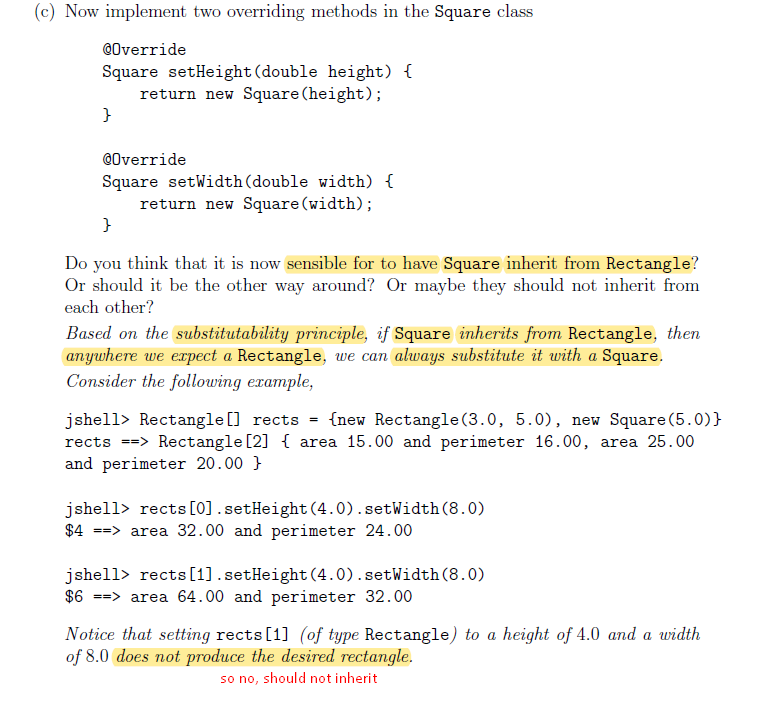 (c) Now implement two overriding methods in the Square class
@Override
Square setHeight(double height) {
return new Square(height);
}
@Override
Square setWidth(double width) {
return new Square(width);
}
Do you think that it is now sensible for to have Square inherit from Rectangle?
Or should it be the other way around? Or maybe they should not inherit from
each other?
Based on the substitutability principle, if Square inherits from Rectangle, then
anywhere we expect a Rectangle, we can always substitute it with a Square.
Consider the following example,
jshell> Rectangle[] rects = {new Rectangle(3.0, 5.0), new Square(5.0)}
rects ==> Rectangle[2] { area 15.00 and perimeter 16.00, area 25.00
and perimeter 20.00 }
jshell> rects[0].setHeight(4.0).setWidth(8.0)
$4 ==> area 32.00 and perimeter 24.00
jshell> rects[1].setHeight(4.0).setWidth(8.0)
$6 ==> area 64.00 and perimeter 32.00
Notice that setting rects[1] (of type Rectangle) to a height of 4.0 and a width
of 8.0 does not produce the desired rectangle.
so no, should not inherit